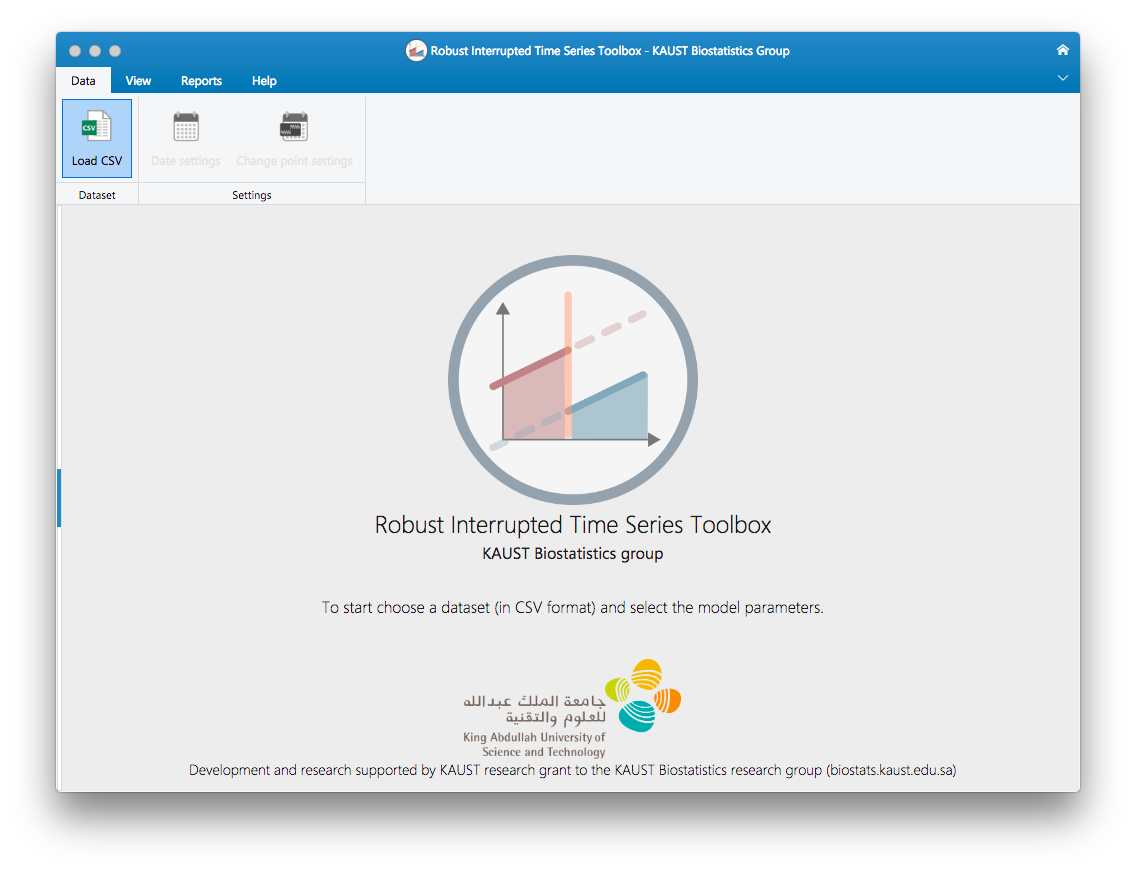 Robust Interrupted Time Series Toolbox - KAUST Biostatistics Group
Data View Reports Help
CSV
Load CSV Date settings Change point settings
Dataset Settings
Robust Interrupted Time Series Toolbox
KAUST Biostatistics group
To start choose a dataset (in CSV format) and select the model parameters.
جامعة الملك عبدالله
للعلوم والتقنية
King Abdullah University of
Science and Technology
Development and research supported by KAUST research grant to the KAUST Biostatistics research group (biostats.kaust.edu.sa)